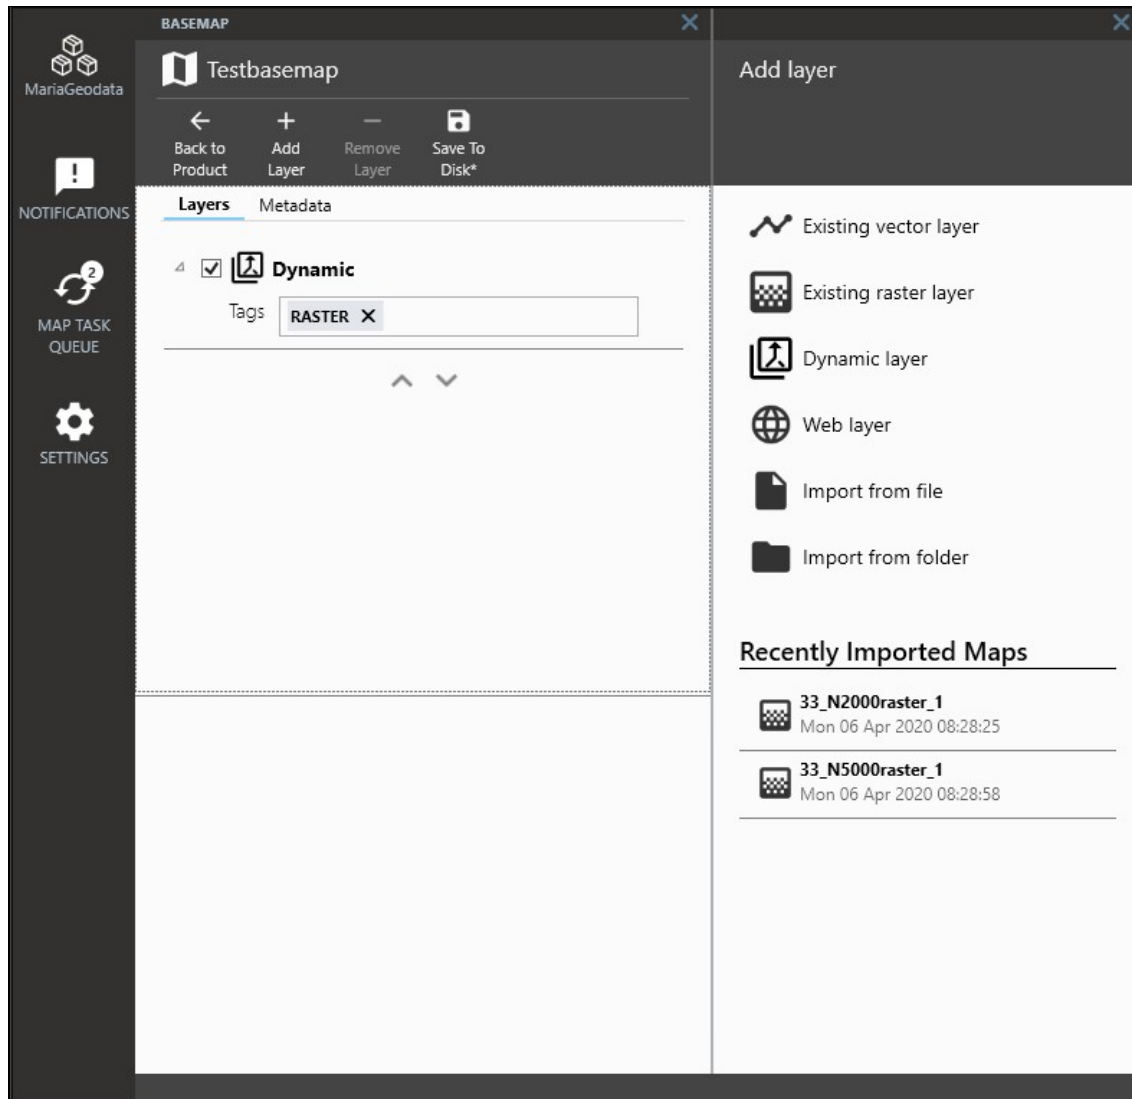 MariaGeodata
NOTIFICATIONS
2
MAP TASK
QUEUE
SETTINGS
BASEMAP
Testbasemap
Back to
Product
Add
Layer
Remove
Layer
Save To
Disk*
Layers Metadata
Dynamic
Tags RASTER
Add layer
Existing vector layer
Existing raster layer
Dynamic layer
Web layer
Import from file
Import from folder
Recently Imported Maps
33_N2000raster_1
Mon 06 Apr 2020 08:28:25
33_N5000raster_1
Mon 06 Apr 2020 08:28:58